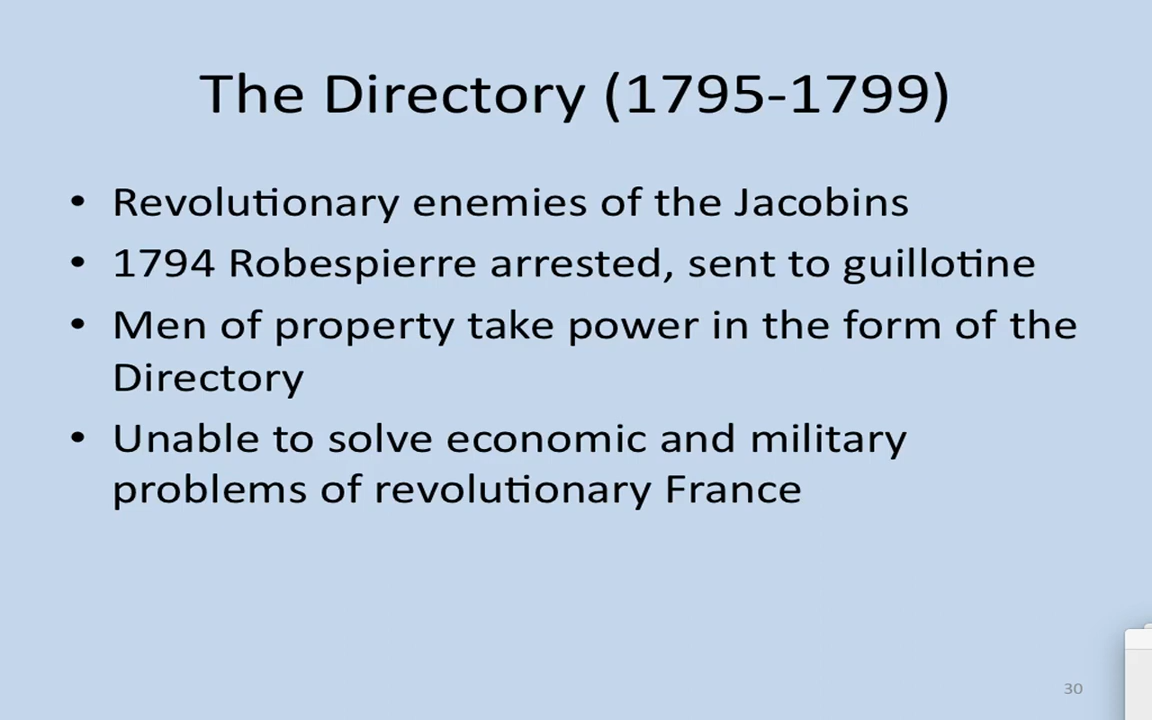 The Directory (1795-1799)
• Revolutionary enemies of the Jacobins
• 1794 Robespierre arrested, sent to guillotine
• Men of property take power in the form of the
Directory
• Unable to solve economic and military
problems of revolutionary France
30